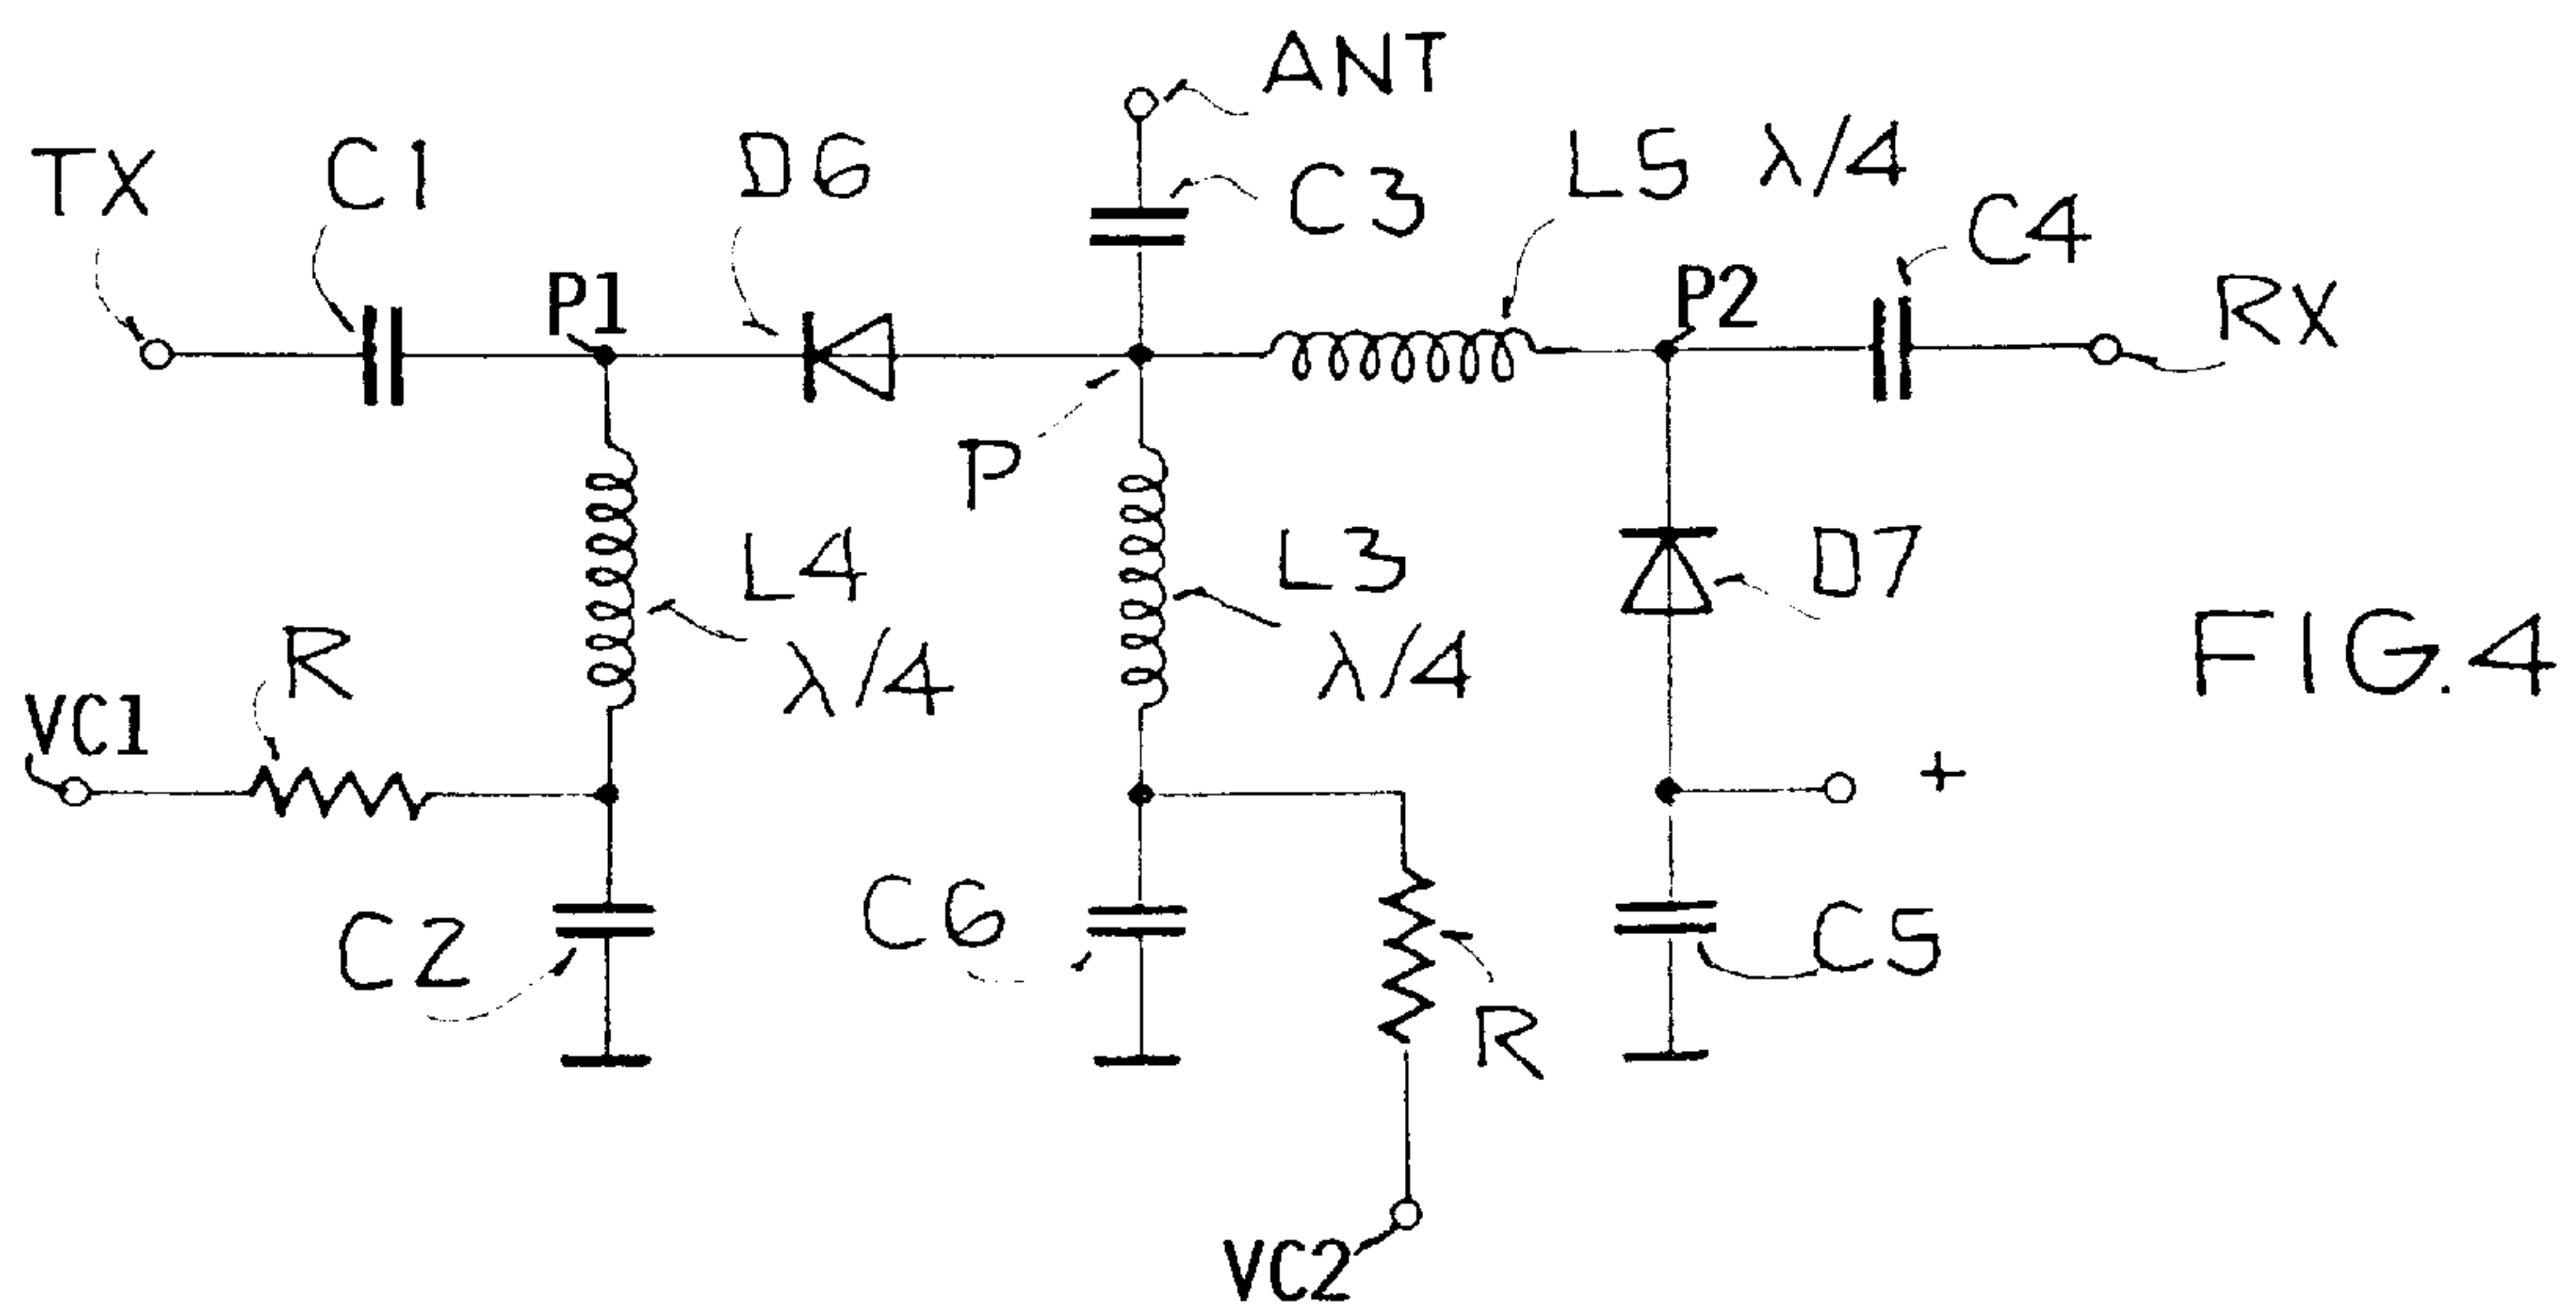 ANT
TX
C1
D6
C3
L5 λ/4
C4
RX
P1
P2
P
L4
λ/4
L3
λ/4
D7
FIG.4
R
VC1
+
C2
C6
C5
R
VC2